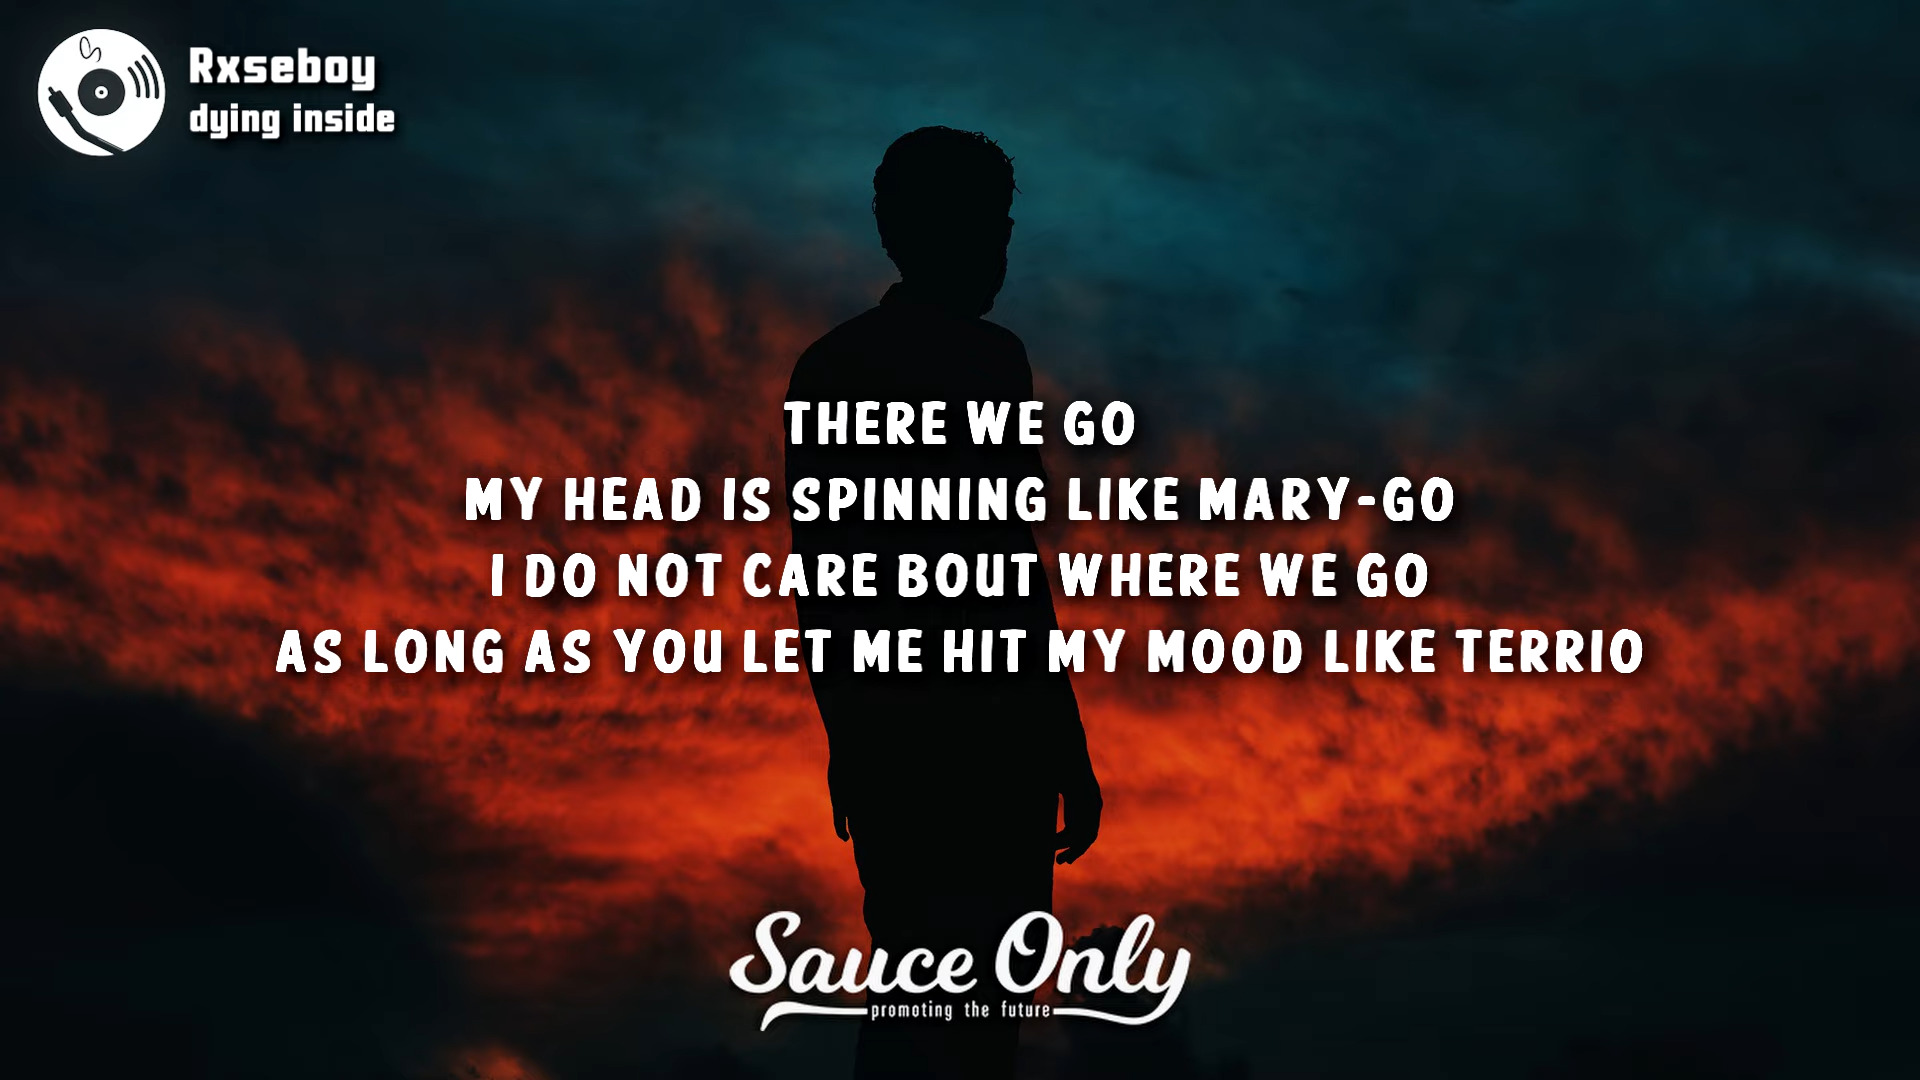 Rxseboy
dying inside
THERE WE GO
MY HEAD IS SPINNING LIKE MARY-GO
I DO NOT CARE BOUT WHERE WE GO
AS LONG AS YOU LET ME HIT MY MOOD LIKE TERRIO
Sauce Only
promoting the future